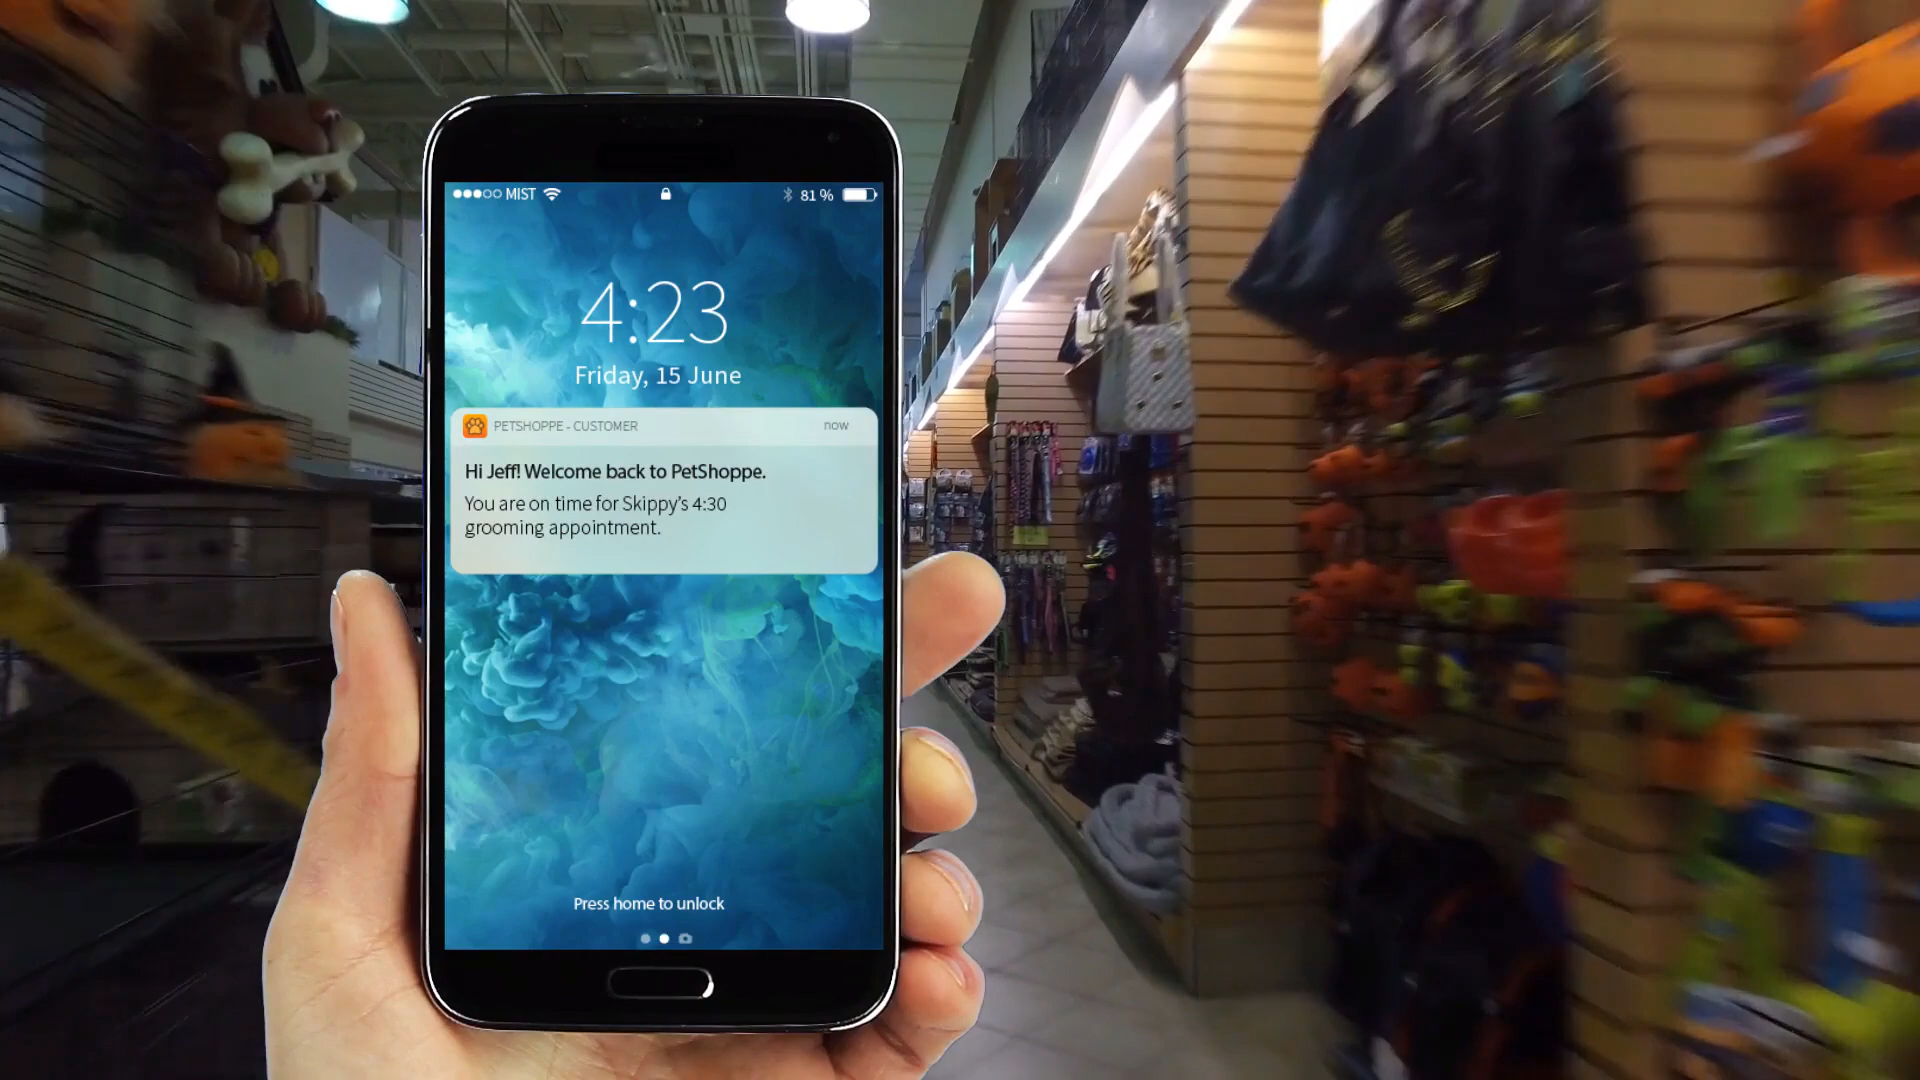 MIST
81 %
4:23
Friday, 15 June
PETSHOPPE - CUSTOMER
now
Hi Jeff! Welcome back to PetShoppe.
You are on time for Skippy's 4:30
grooming appointment.
Press home to unlock